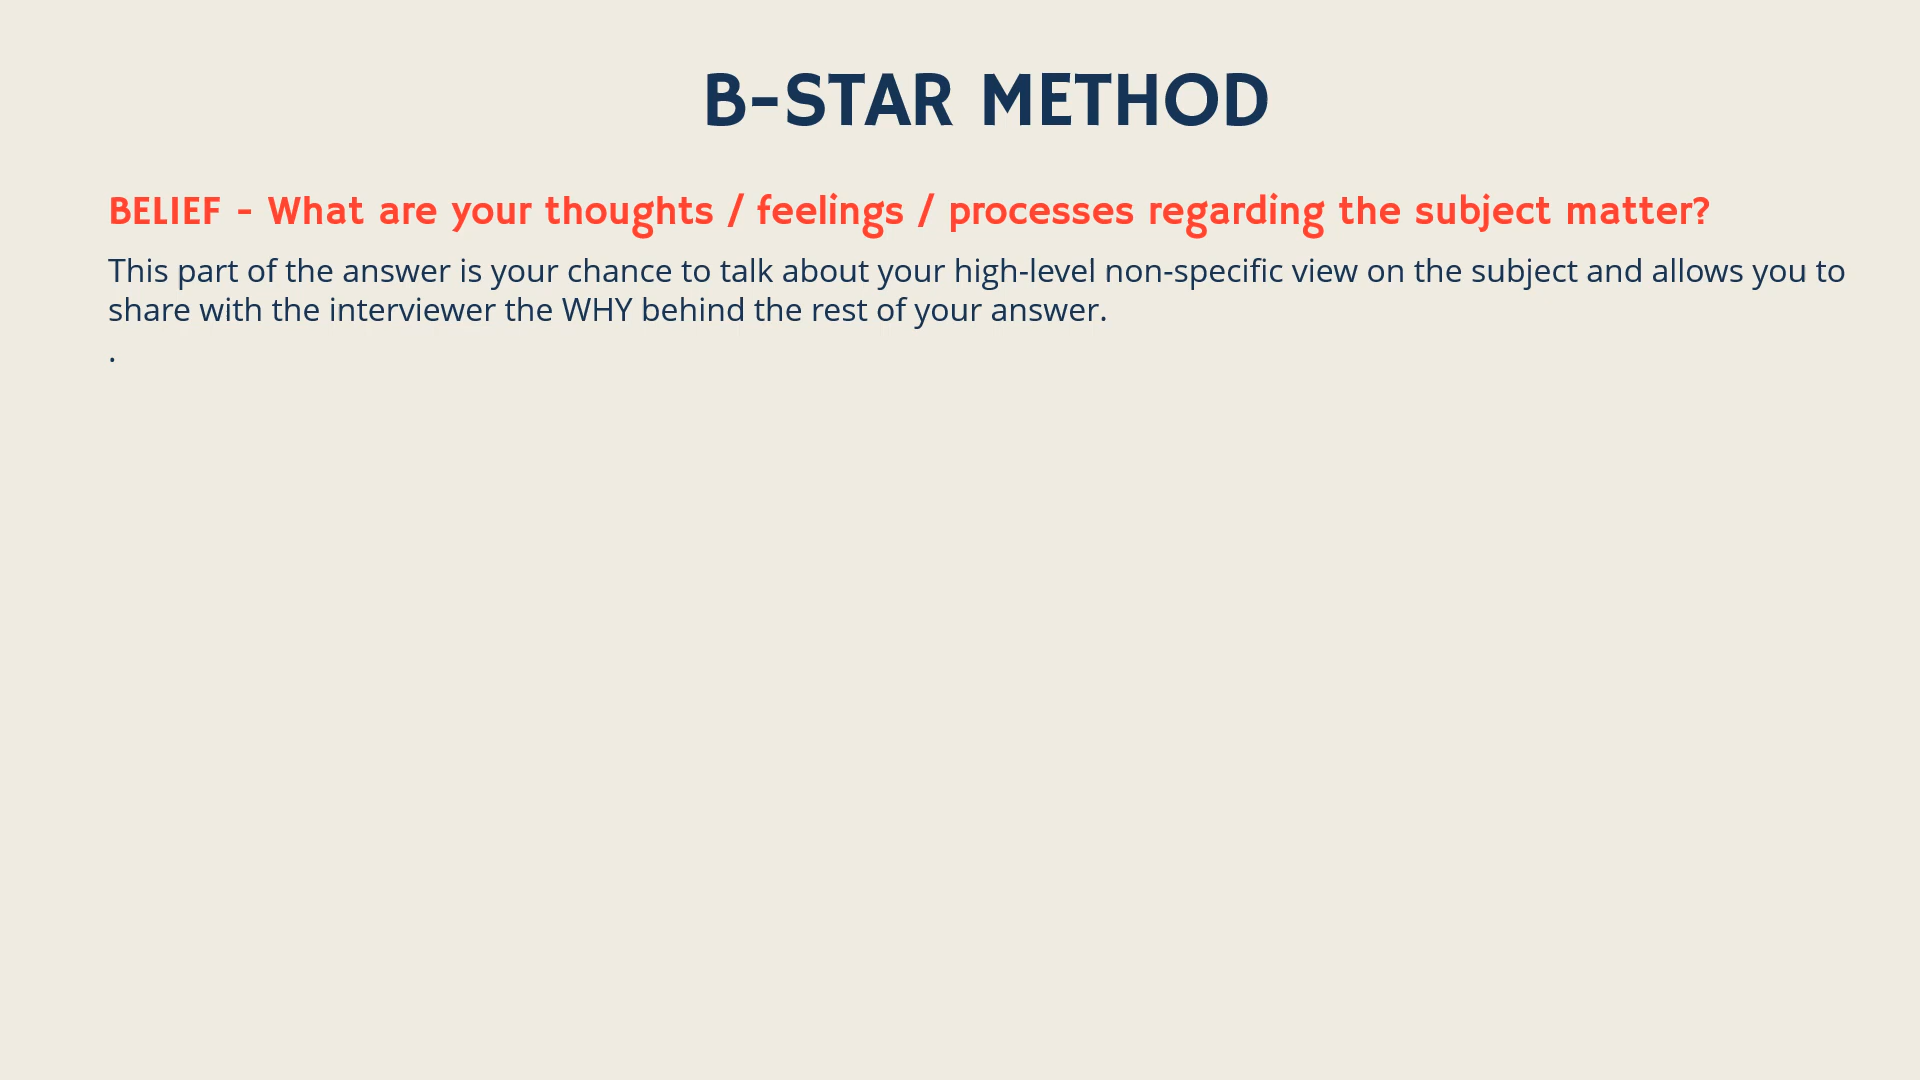 B-STAR METHOD
BELIEF - What are your thoughts / feelings / processes regarding the subject matter?
This part of the answer is your chance to talk about your high-level non-specific view on the subject and allows you to
share with the interviewer the WHY behind the rest of your answer.
.